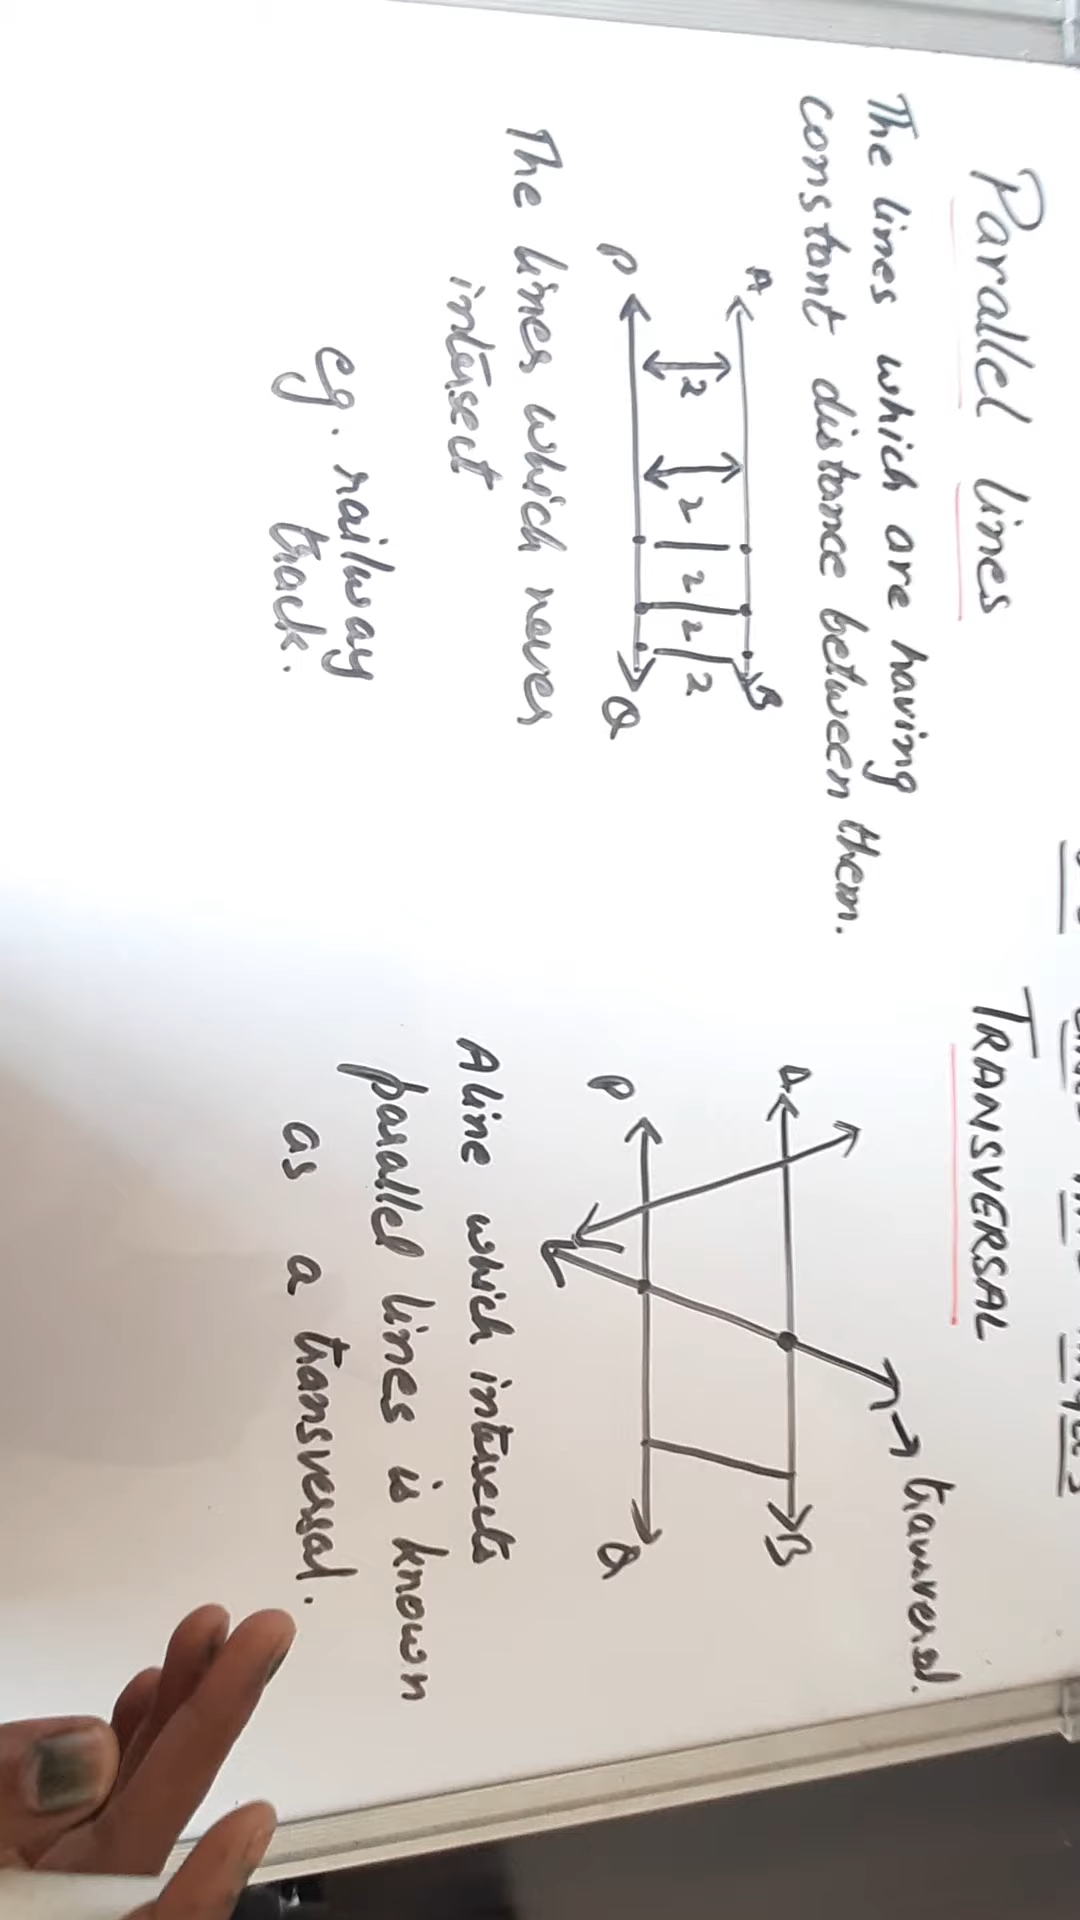 Parallel lines
The lines which are having
constant distance between them.
A B
2 2 2 2 2
P Q
The lines which never
intersect
eg. railway
track.
TRANSVERSAL
transversal.
A B
P Q
A line which intersects
parallel lines is known
as a transversal.